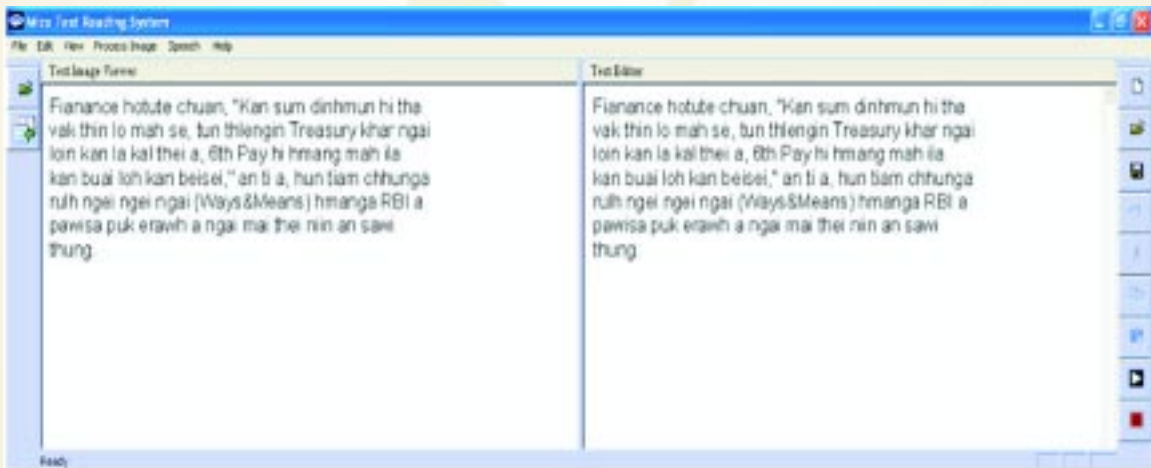 Mizo Text Reading System
File Edit View Process Image Speech Help
Text Image Viewer
Fianance hotute chuan, "Kan sum dinhmun hi tha
vak thin lo mah se, tun thlengin Treasury khar ngai
loin kan la kal thei a, 6th Pay hi hmang mah ila
kan buai loh kan beisei," an ti a, hun tiam chhunga
rulh ngei ngei ngai (Ways&Means) hmanga RBI a
pawisa puk erawh a ngai mai thei niin an sawi
thung.
Text Editor
Fianance hotute chuan, "Kan sum dinhmun hi tha
vak thin lo mah se, tun thlengin Treasury khar ngai
loin kan la kal thei a, 6th Pay hi hmang mah ila
kan buai loh kan beisei," an ti a, hun tiam chhunga
rulh ngei ngei ngai (Ways&Means) hmanga RBI a
pawisa puk erawh a ngai mai thei niin an sawi
thung
Ready